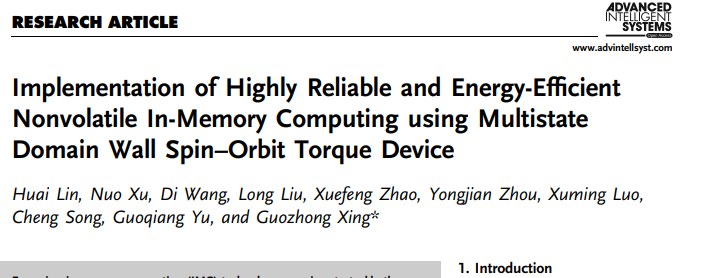 RESEARCH ARTICLE
ADVANCED
INTELLIGENT
SYSTEMS
Open Access
www.advintellsyst.com
Implementation of Highly Reliable and Energy-Efficient
Nonvolatile In-Memory Computing using Multistate
Domain Wall Spin–Orbit Torque Device
Huai Lin, Nuo Xu, Di Wang, Long Liu, Xuefeng Zhao, Yongjian Zhou, Xuming Luo,
Cheng Song, Guoqiang Yu, and Guozhong Xing*
1. Introduction